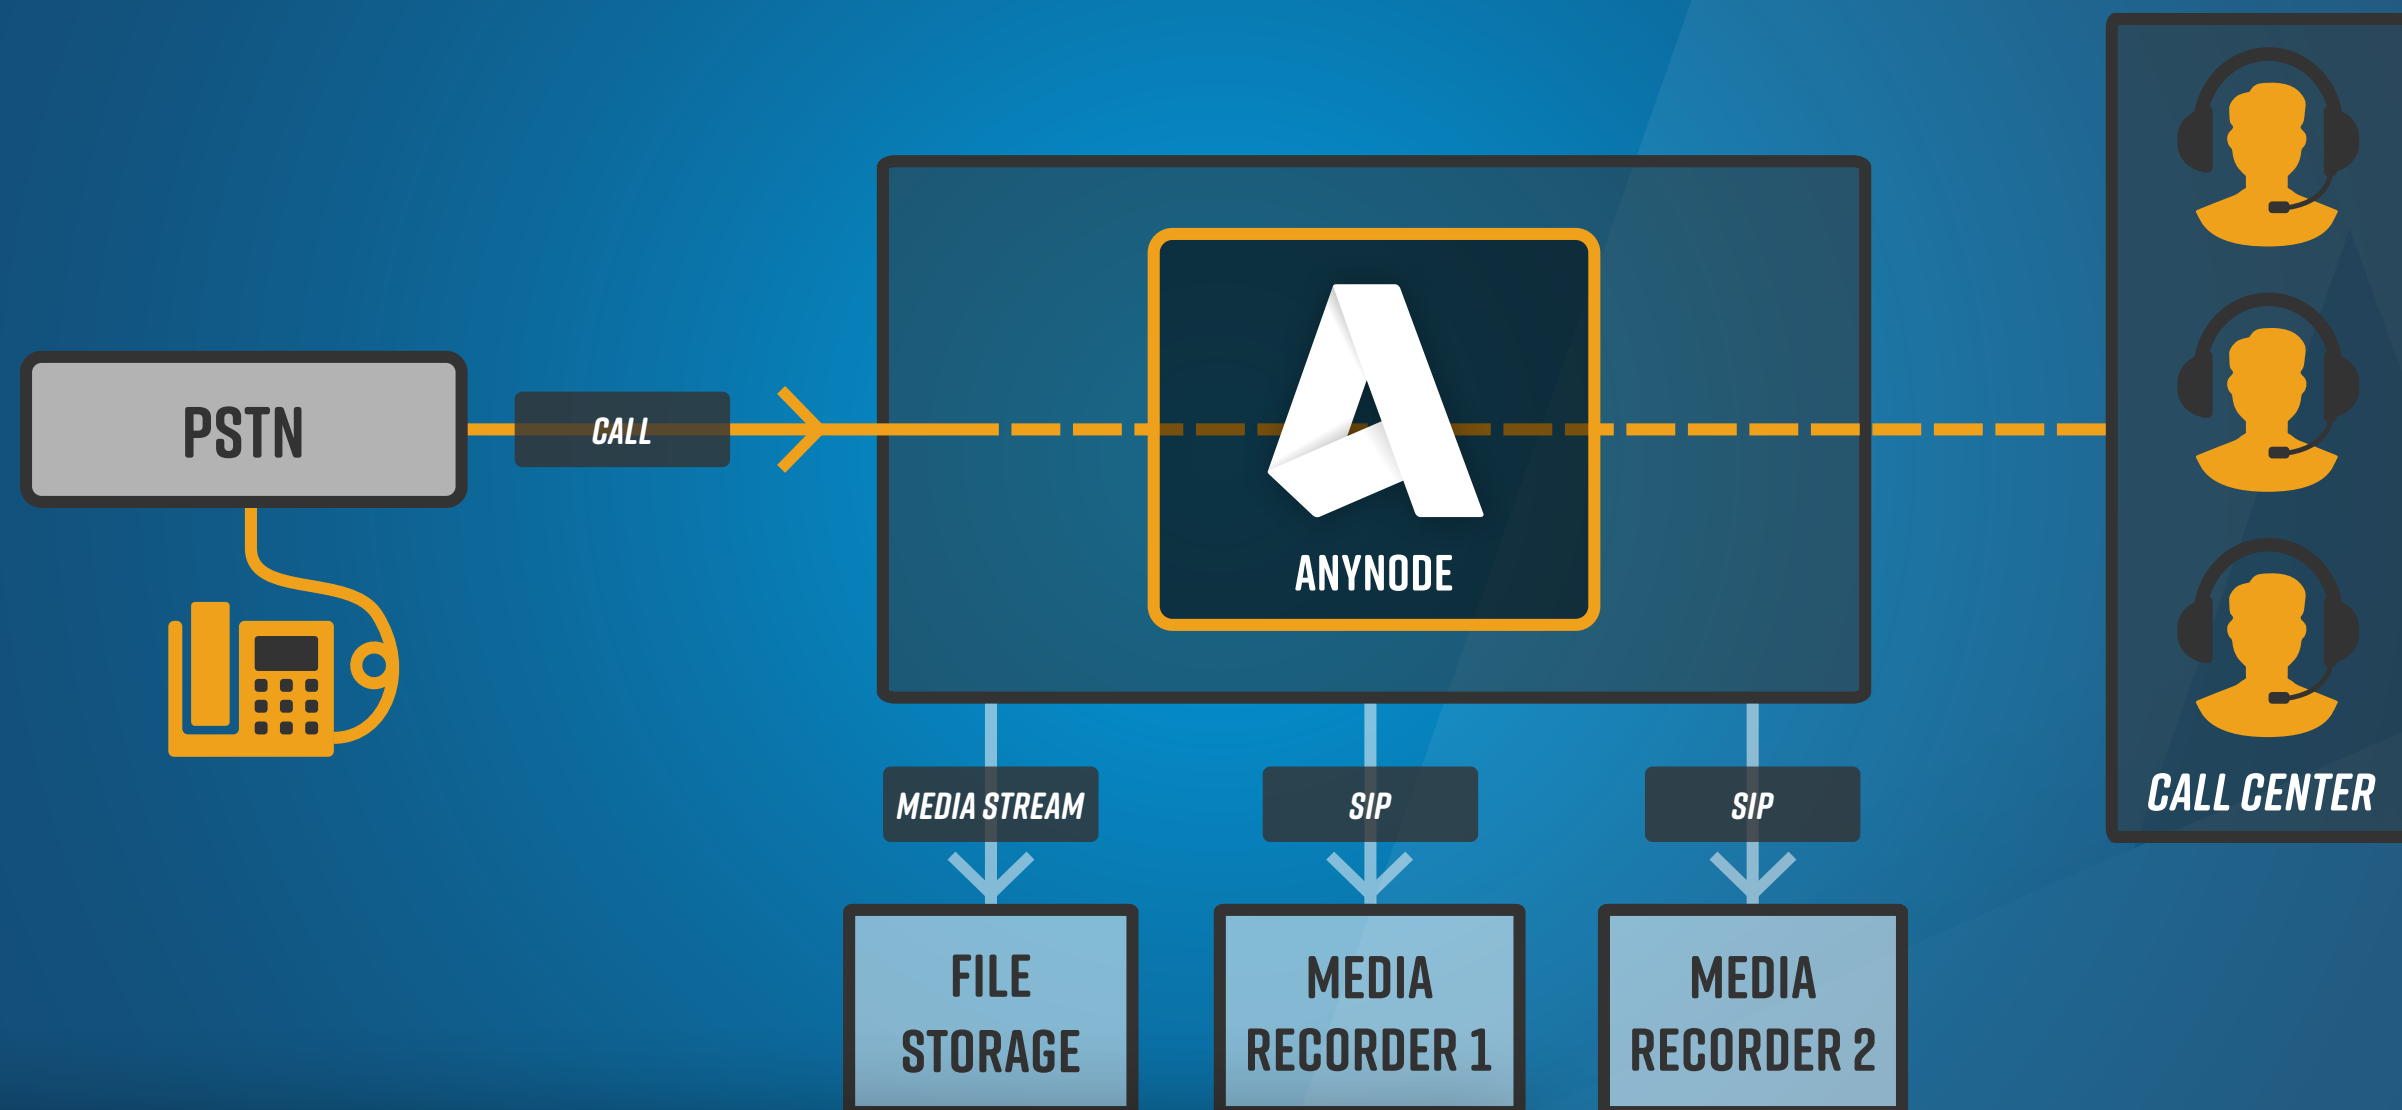 PSTN
CALL
ANYNODE
CALL CENTER
MEDIA STREAM
SIP
SIP
FILE
STORAGE
MEDIA
RECORDER 1
MEDIA
RECORDER 2